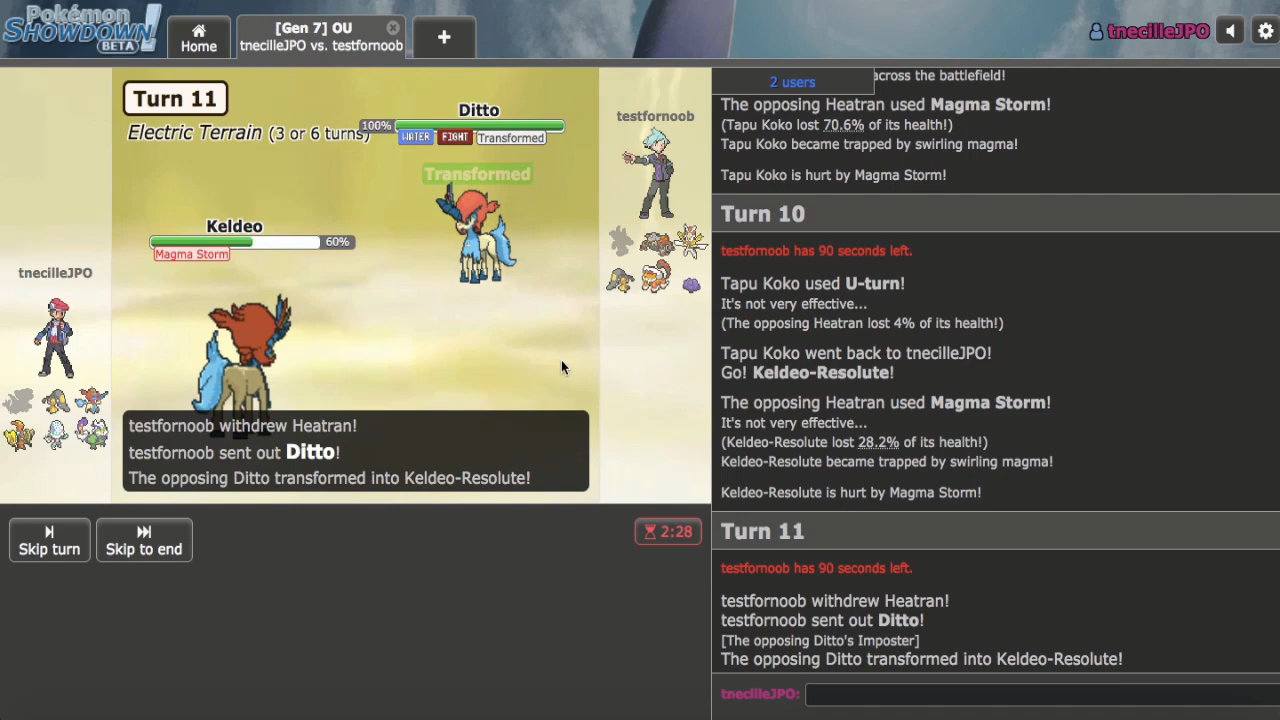 Pokémon
SHOWDOWN!
BETA
Home
[Gen 7] OU
tnecilleJPO vs. testfornoob
+
tnecilleJPO
Turn 11
Electric Terrain (3 or 6 turns)
Ditto
100%
WATER FIGHT Transformed
Transformed
Keldeo
60%
Magma Storm
tnecilleJPO
testfornoob
testfornoob withdrew Heatran!
testfornoob sent out Ditto!
The opposing Ditto transformed into Keldeo-Resolute!
Skip turn
Skip to end
2:28
2 users
across the battlefield!
The opposing Heatran used Magma Storm!
(Tapu Koko lost 70.6% of its health!)
Tapu Koko became trapped by swirling magma!
Tapu Koko is hurt by Magma Storm!
Turn 10
testfornoob has 90 seconds left.
Tapu Koko used U-turn!
It's not very effective...
(The opposing Heatran lost 4% of its health!)
Tapu Koko went back to tnecilleJPO!
Go! Keldeo-Resolute!
The opposing Heatran used Magma Storm!
It's not very effective...
(Keldeo-Resolute lost 28.2% of its health!)
Keldeo-Resolute became trapped by swirling magma!
Keldeo-Resolute is hurt by Magma Storm!
Turn 11
testfornoob has 90 seconds left.
testfornoob withdrew Heatran!
testfornoob sent out Ditto!
[The opposing Ditto's Imposter]
The opposing Ditto transformed into Keldeo-Resolute!
tnecilleJPO: